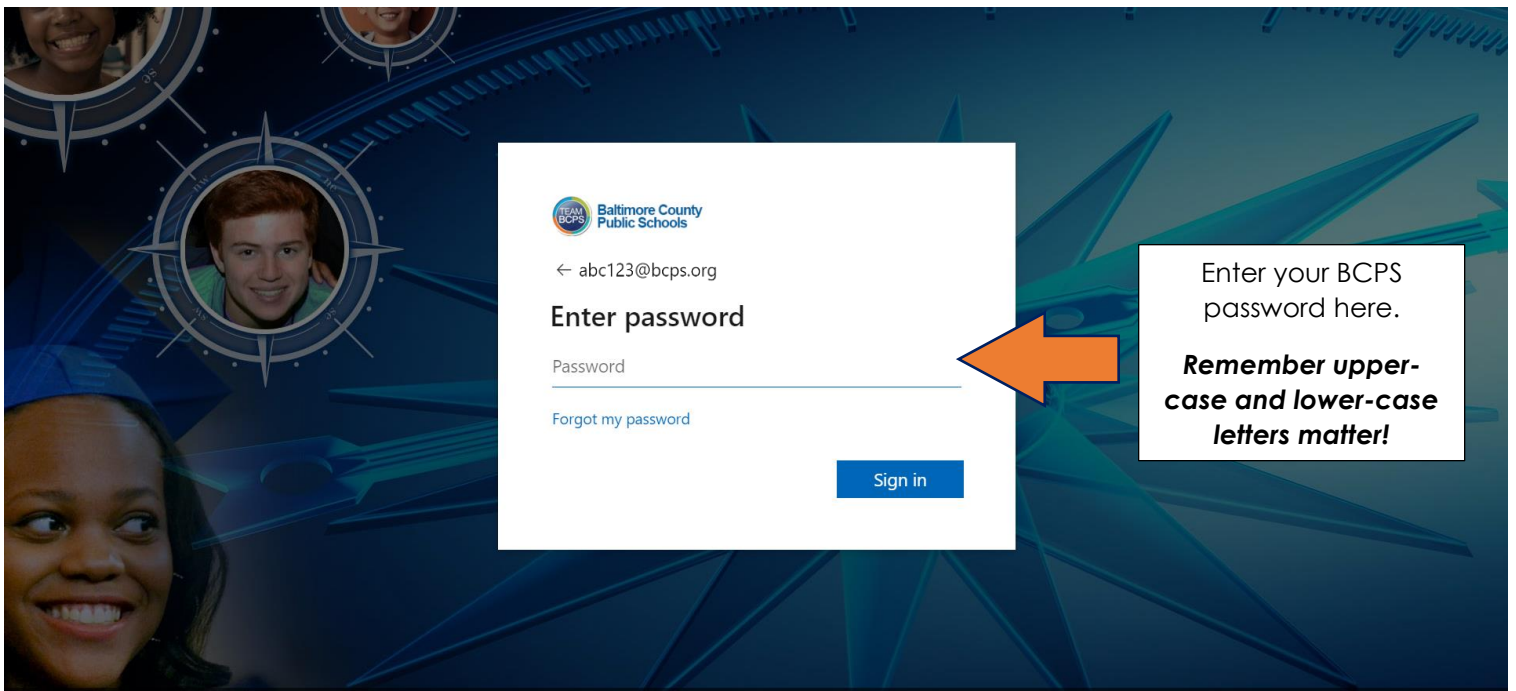 TEAM
BCPS
Baltimore County
Public Schools
← abc123@bcps.org
Enter password
Password
Forgot my password
Sign in
Enter your BCPS
password here.
Remember upper-
case and lower-case
letters matter!